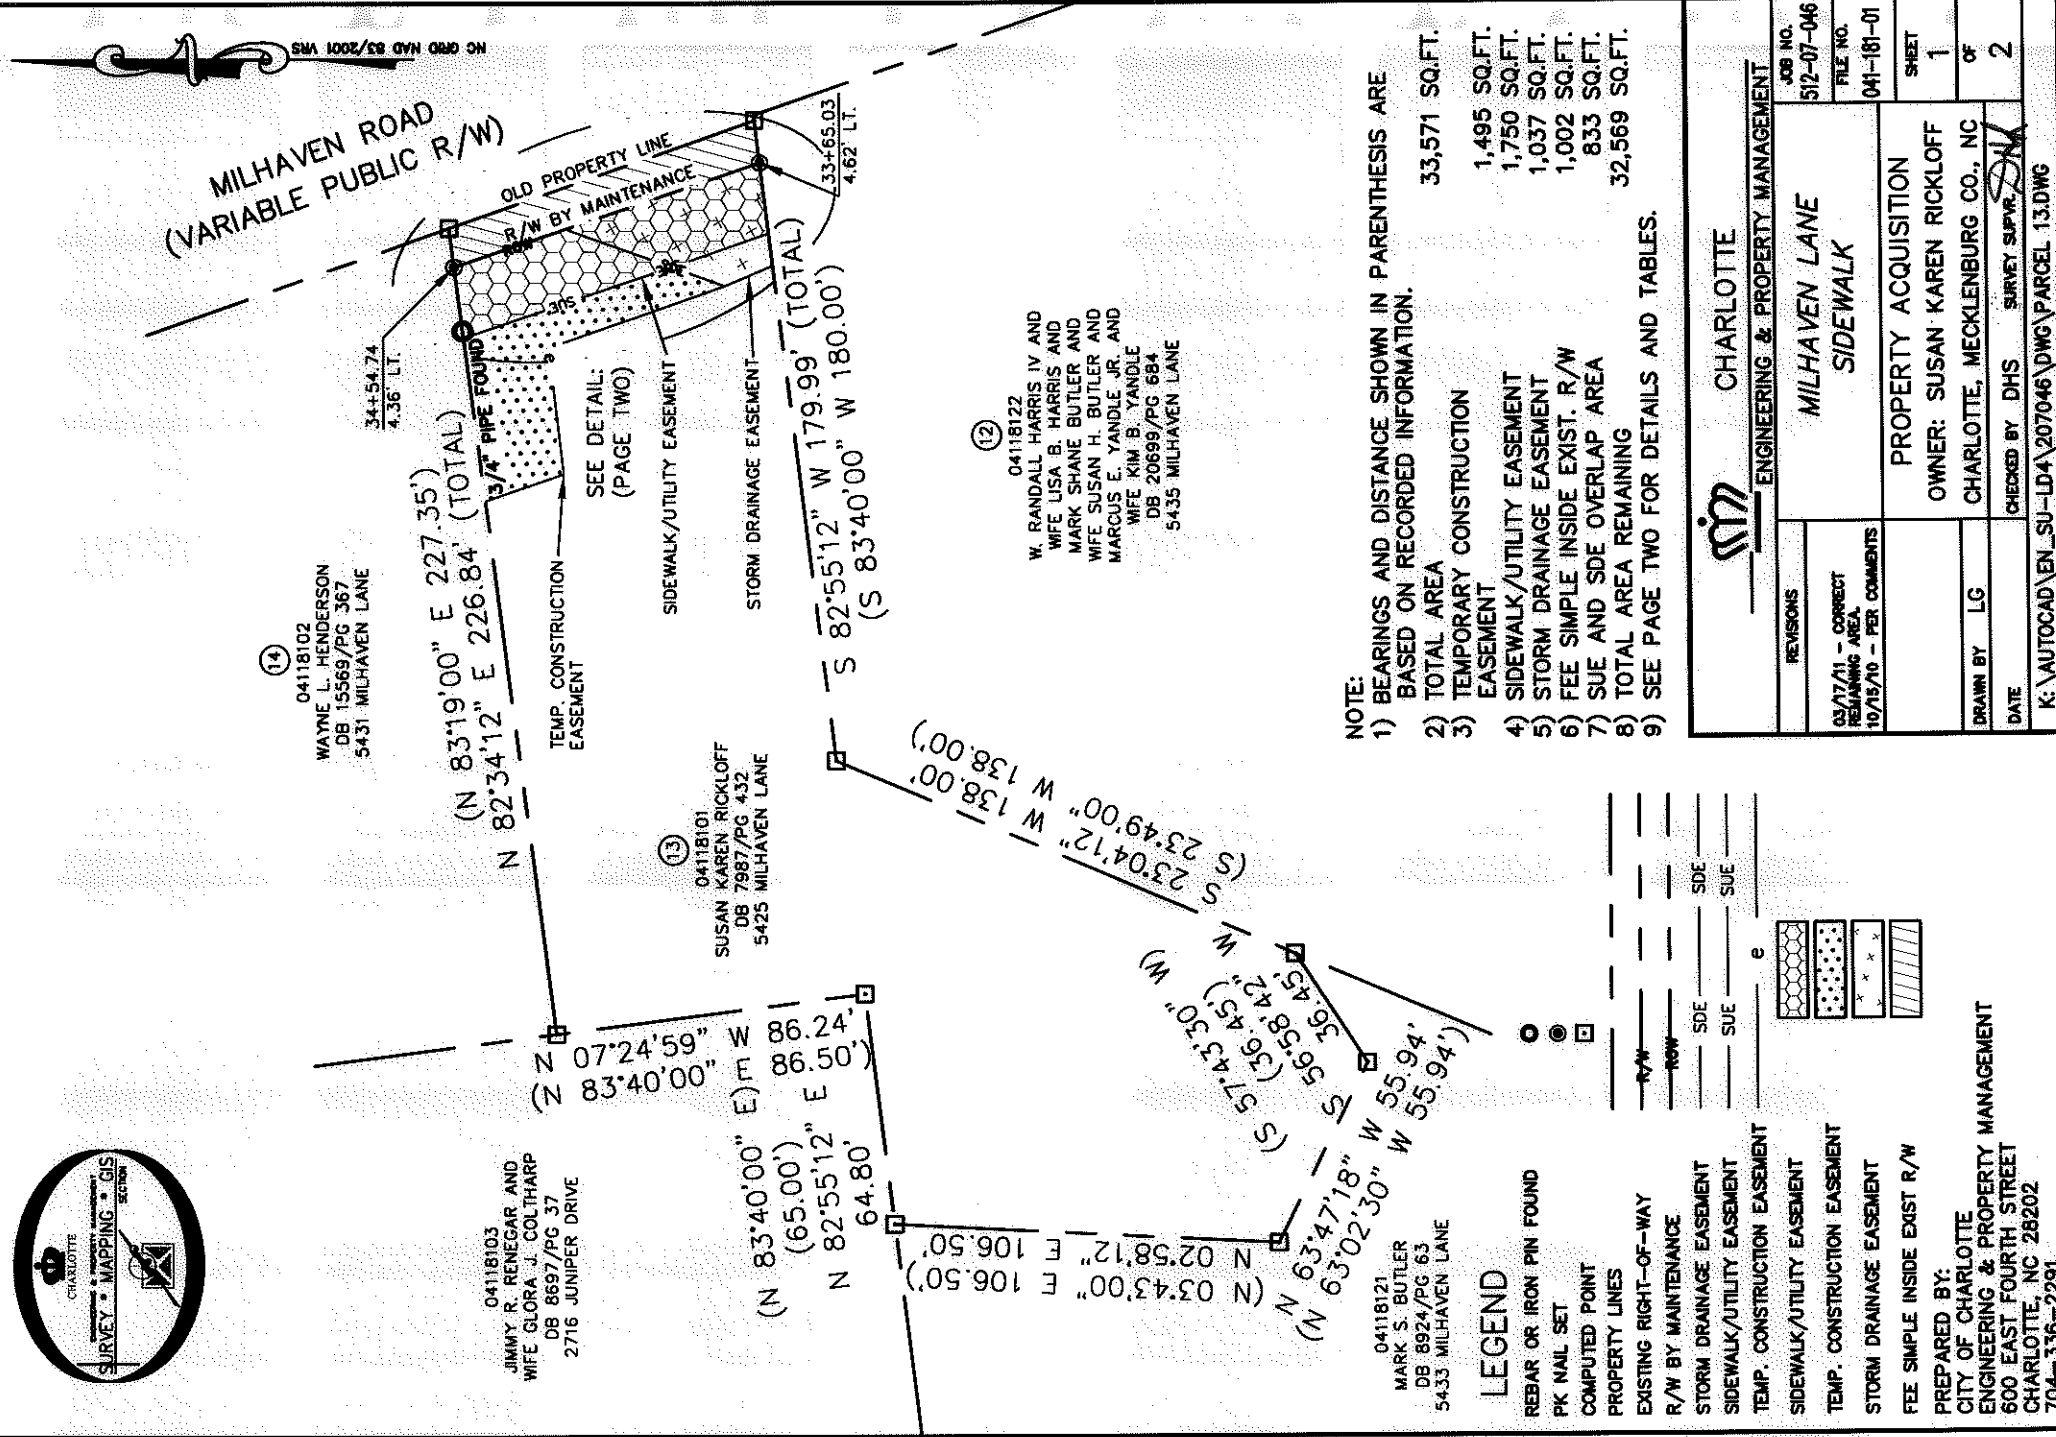 CHARLOTTE
SURVEY * MAPPING * GIS
SECTION
NC GRID NAD 83/2001 VRS
MILHAVEN ROAD
(VARIABLE PUBLIC R/W)
14
04118102
WAYNE L. HENDERSON
DB 15569/PG 367
5431 MILHAVEN LANE
34+54.74
4.36' LT.
OLD PROPERTY LINE
R/W BY MAINTENANCE
ROW
33+65.03
4.62' LT.
(N 83°19'00" E 227.35')
N 82°34'12" E 226.84' (TOTAL)
3/4" PIPE FOUND
SUE
TEMP. CONSTRUCTION
EASEMENT
SEE DETAIL:
(PAGE TWO)
SIDEWALK/UTILITY EASEMENT
STORM DRAINAGE EASEMENT
S 82°55'12" W 179.99' (TOTAL)
(S 83°40'00" W 180.00')
04118103
JIMMY R. RENEGAR AND
WIFE GLORA J. COLTHARP
DB 8697/PG 37
2716 JUNIPER DRIVE
N 07°24'59" W 86.24'
(N 83°40'00" E 86.50')
13
04118101
SUSAN KAREN RICKLOFF
DB 7987/PG 432
5425 MILHAVEN LANE
(N 83°40'00" E)
(65.00')
N 82°55'12" E
64.80'
S 23°04'12" W 138.00'
(S 23°49'00" W 138.00')
12
04118122
W. RANDALL HARRIS IV AND
WIFE LISA B. HARRIS AND
MARK SHANE BUTLER AND
WIFE SUSAN H. BUTLER AND
MARCUS E. YANDLE JR. AND
WIFE KIM B. YANDLE
DB 20699/PG 684
5435 MILHAVEN LANE
N 02°58'12" E 106.50'
(N 03°43'00" E 106.50')
(S 57°43'30" W)
(36.45')
S 56°58'42" W
36.45'
N 63°47'18" W 55.94'
(N 63°02'30" W 55.94')
04118121
MARK S. BUTLER
DB 8924/PG 63
5433 MILHAVEN LANE
NOTE:
1) BEARINGS AND DISTANCE SHOWN IN PARENTHESIS ARE
BASED ON RECORDED INFORMATION.
2) TOTAL AREA 33,571 SQ.FT.
3) TEMPORARY CONSTRUCTION
EASEMENT 1,495 SQ.FT.
4) SIDEWALK/UTILITY EASEMENT 1,750 SQ.FT.
5) STORM DRAINAGE EASEMENT 1,037 SQ.FT.
6) FEE SIMPLE INSIDE EXIST. R/W 1,002 SQ.FT.
7) SUE AND SDE OVERLAP AREA 833 SQ.FT.
8) TOTAL AREA REMAINING 32,569 SQ.FT.
9) SEE PAGE TWO FOR DETAILS AND TABLES.
LEGEND
REBAR OR IRON PIN FOUND
PK NAIL SET
COMPUTED POINT
PROPERTY LINES
EXISTING RIGHT-OF-WAY R/W
R/W BY MAINTENANCE ROW
STORM DRAINAGE EASEMENT SDE SDE
SIDEWALK/UTILITY EASEMENT SUE SUE
TEMP. CONSTRUCTION EASEMENT e
SIDEWALK/UTILITY EASEMENT
TEMP. CONSTRUCTION EASEMENT
STORM DRAINAGE EASEMENT
FEE SIMPLE INSIDE EXIST R/W
PREPARED BY:
CITY OF CHARLOTTE
ENGINEERING & PROPERTY MANAGEMENT
600 EAST FOURTH STREET
CHARLOTTE, NC 28202
704-336-2291
CHARLOTTE
ENGINEERING & PROPERTY MANAGEMENT
REVISIONS
03/17/11 - CORRECT
REMAINING AREA.
10/15/10 - PER COMMENTS
MILHAVEN LANE
SIDEWALK
JOB NO.
512-07-046
FILE NO.
041-181-01
PROPERTY ACQUISITION
OWNER: SUSAN KAREN RICKLOFF
CHARLOTTE, MECKLENBURG CO., NC
SHEET
1
OF
2
DRAWN BY LG
DATE
CHECKED BY DHS
SURVEY SUPVR.
K:\AUTOCAD\EN_SU-LD4\207046\DWG\PARCEL 13.DWG